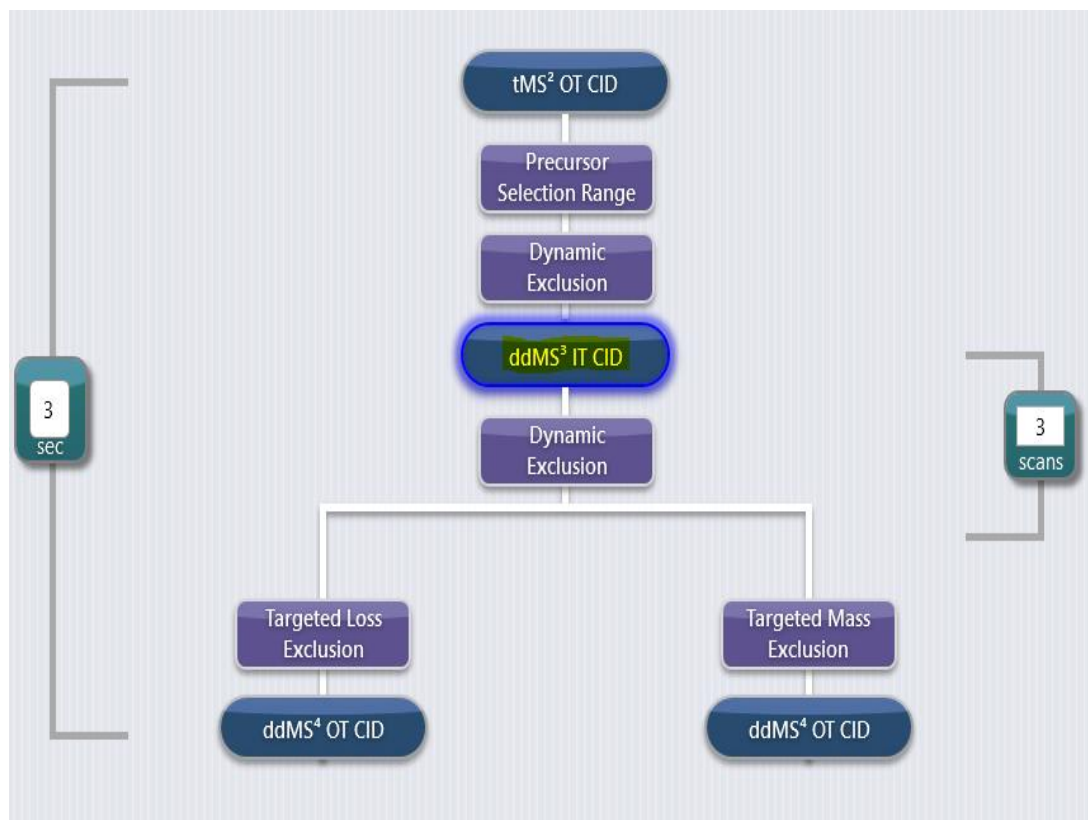 tMS² OT CID
Precursor
Selection Range
Dynamic
Exclusion
ddMS³ IT CID
3
sec
3
scans
Dynamic
Exclusion
Targeted Loss
Exclusion
Targeted Mass
Exclusion
ddMS⁴ OT CID
ddMS⁴ OT CID